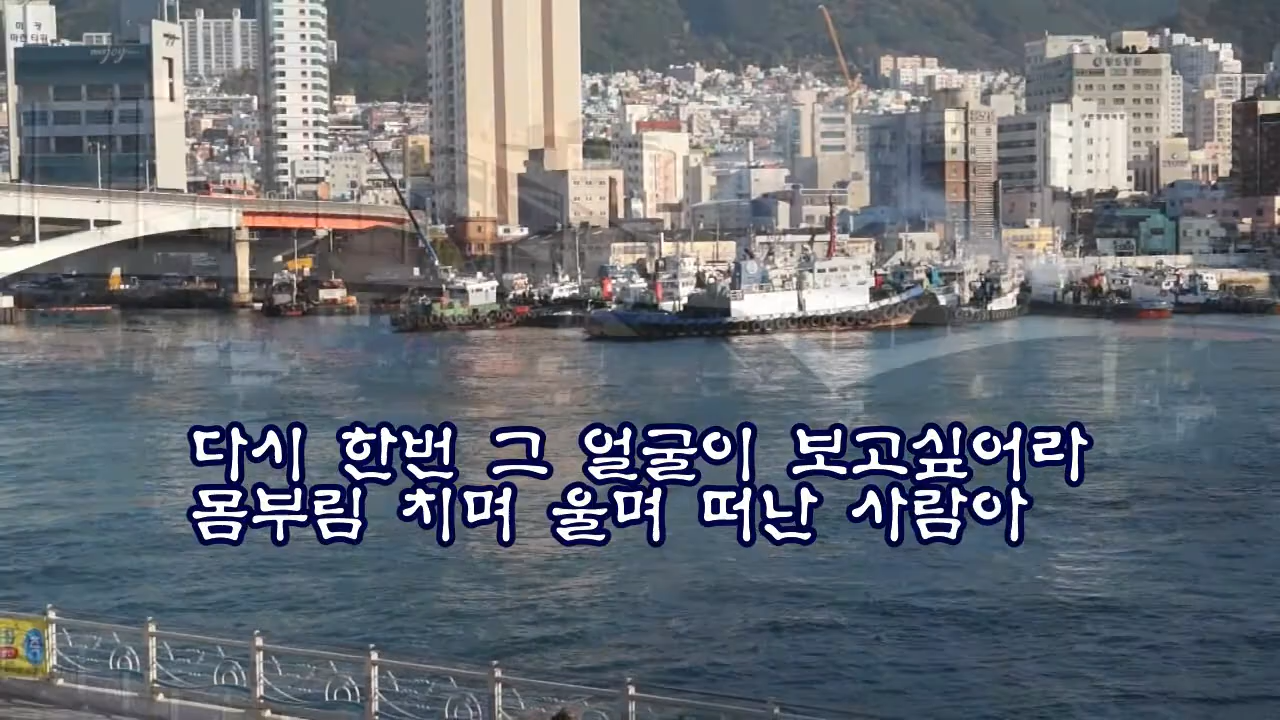 다시 한번 그 얼굴이 보고싶어라
몸부림 치며 울며 떠난 사람아